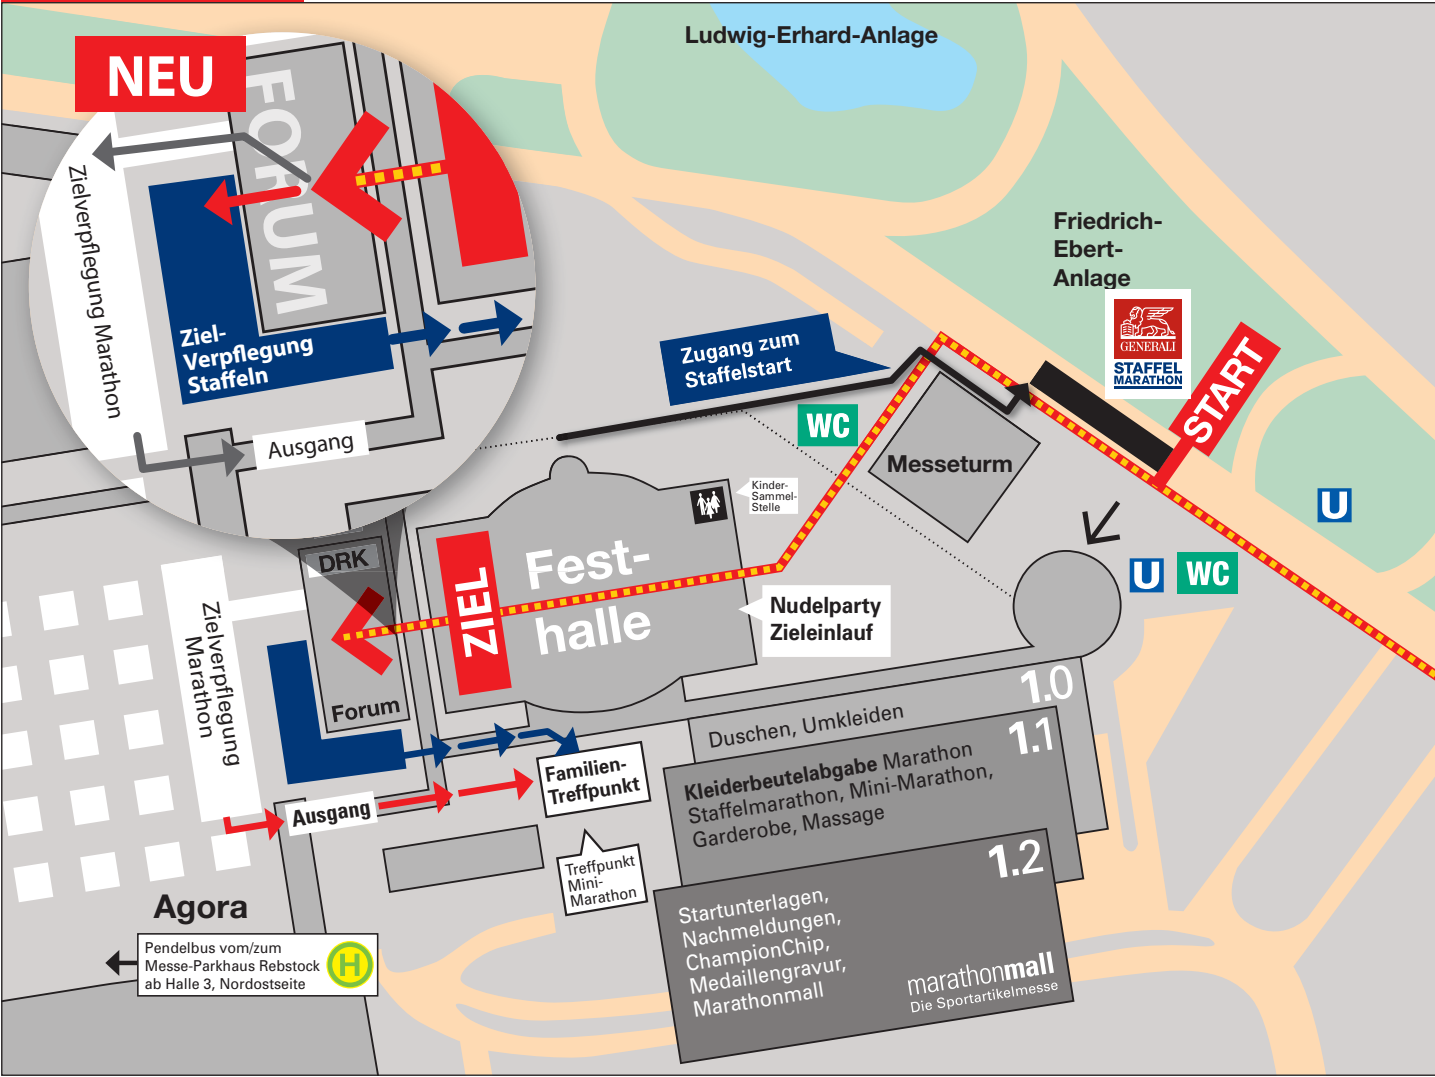 NEU
Ludwig-Erhard-Anlage
FORUM
Zielverpflegung Marathon
Ziel-
Verpflegung
Staffeln
Ausgang
Friedrich-
Ebert-
Anlage
GENERALI
STAFFEL
MARATHON
START
Zugang zum
Staffelstart
WC
Messeturm
U
Kinder-
Sammel-
Stelle
DRK
ZIEL
Fest-
halle
U
WC
Nudelparty
Zieleinlauf
Zielverpflegung
Marathon
Forum
1.0
Duschen, Umkleiden
1.1
Kleiderbeutelabgabe Marathon
Staffelmarathon, Mini-Marathon,
Garderobe, Massage
Familien-
Treffpunkt
Ausgang
Treffpunkt
Mini-
Marathon
1.2
Startunterlagen,
Nachmeldungen,
ChampionChip,
Medaillengravur,
Marathonmall
marathonmall
Die Sportartikelmesse
Agora
Pendelbus vom/zum
Messe-Parkhaus Rebstock
ab Halle 3, Nordostseite
H